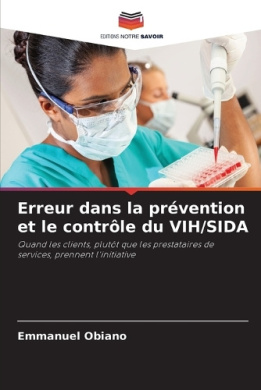 EDITIONS NOTRE SAVOIR
Erreur dans la prévention
et le contrôle du VIH/SIDA
Quand les clients, plutôt que les prestataires de
services, prennent l'initiative
Emmanuel Obiano